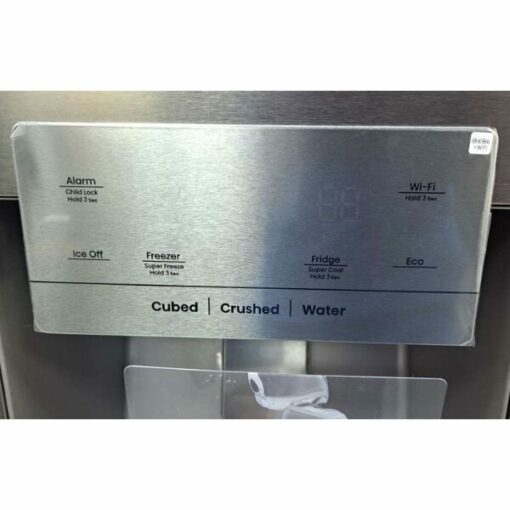 Alarm
Child Lock
Hold 3 Sec
Wi-Fi
Hold 3 Sec
Ice Off
Freezer
Super Freeze
Hold 3 Sec
Fridge
Super Cool
Hold 3 Sec
Eco
Cubed | Crushed | Water